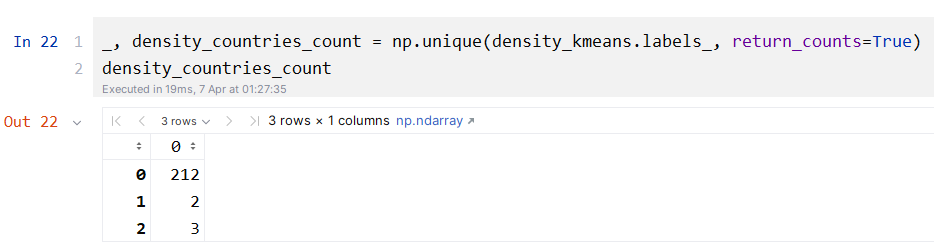 In 22 1 _, density_countries_count = np.unique(density_kmeans.labels_, return_counts=True)
2 density_countries_count
Executed in 19ms, 7 Apr at 01:27:35
Out 22 3 rows 3 rows × 1 columns np.ndarray
0
0 212
1 2
2 3